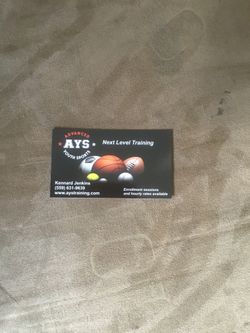 ADVANCED
AYS
YOUTH SPORTS
Next Level Training
Kennard Jenkins
(559) 631-9639
www.aystraining.com
Enrollment sessions
and hourly rates available